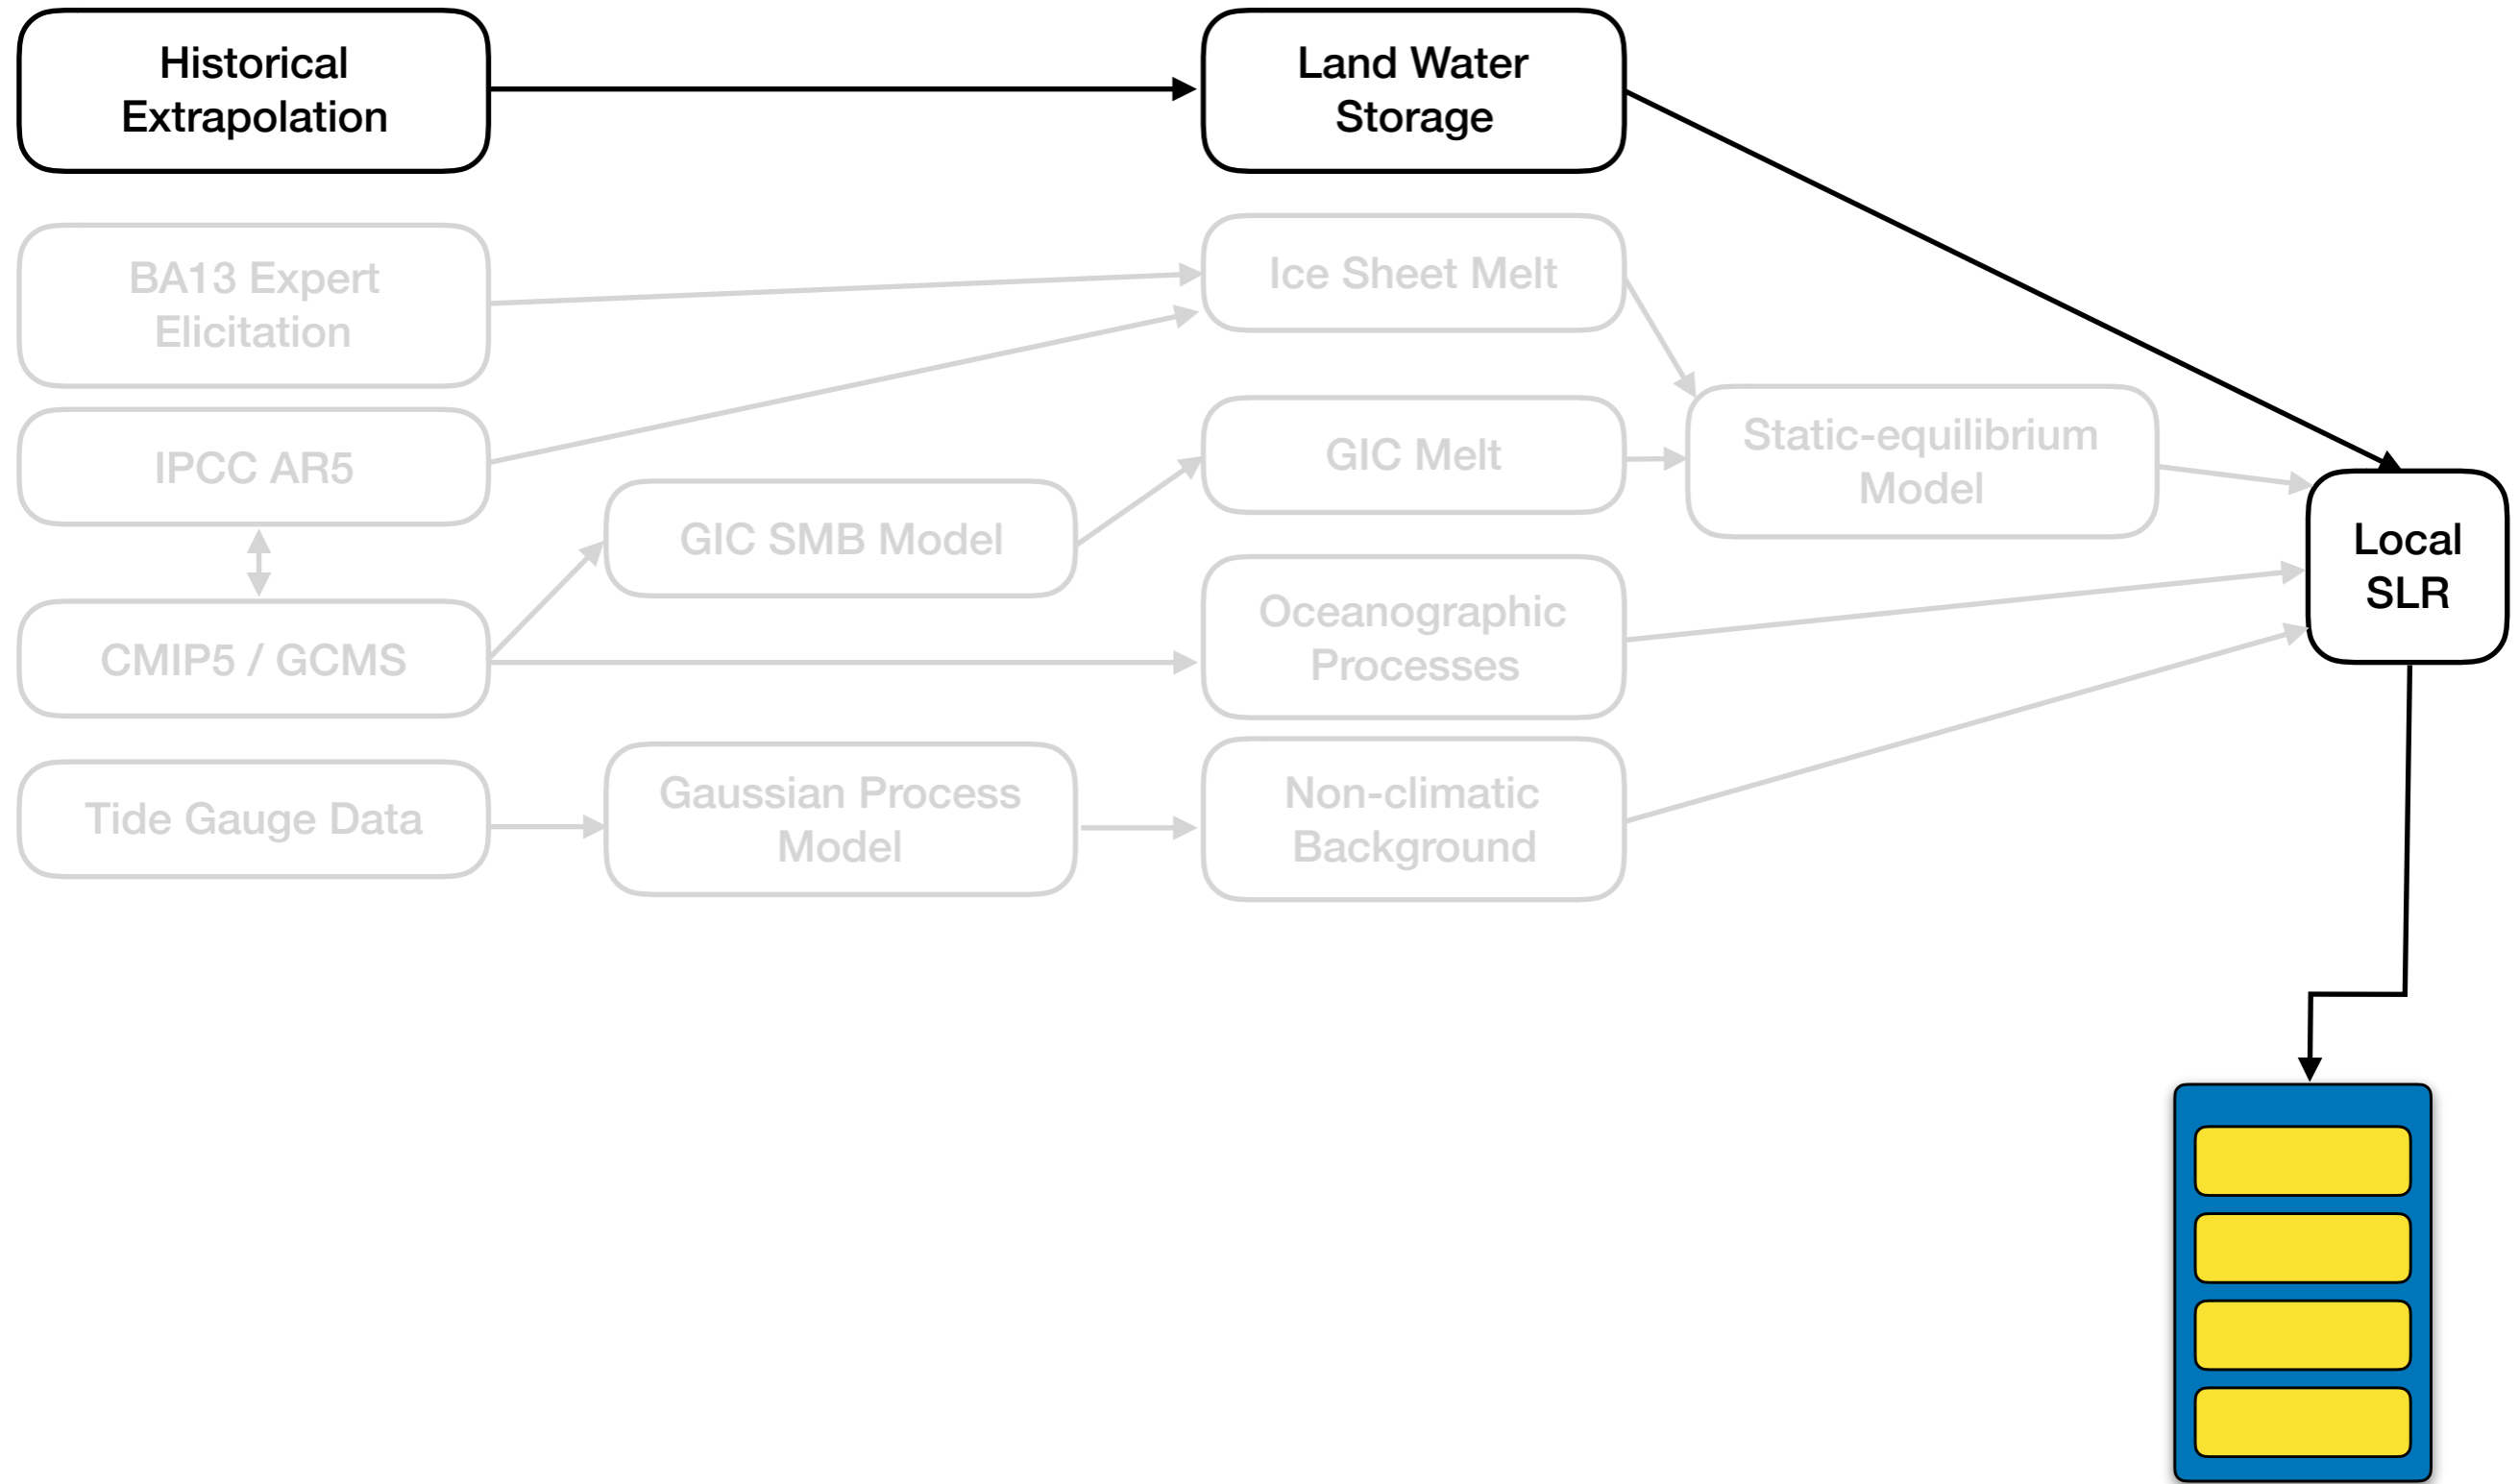 Historical
Extrapolation
Land Water
Storage
BA13 Expert
Elicitation
Ice Sheet Melt
IPCC AR5
GIC Melt
Static-equilibrium
Model
GIC SMB Model
Local
SLR
CMIP5 / GCMS
Oceanographic
Processes
Tide Gauge Data
Gaussian Process
Model
Non-climatic
Background